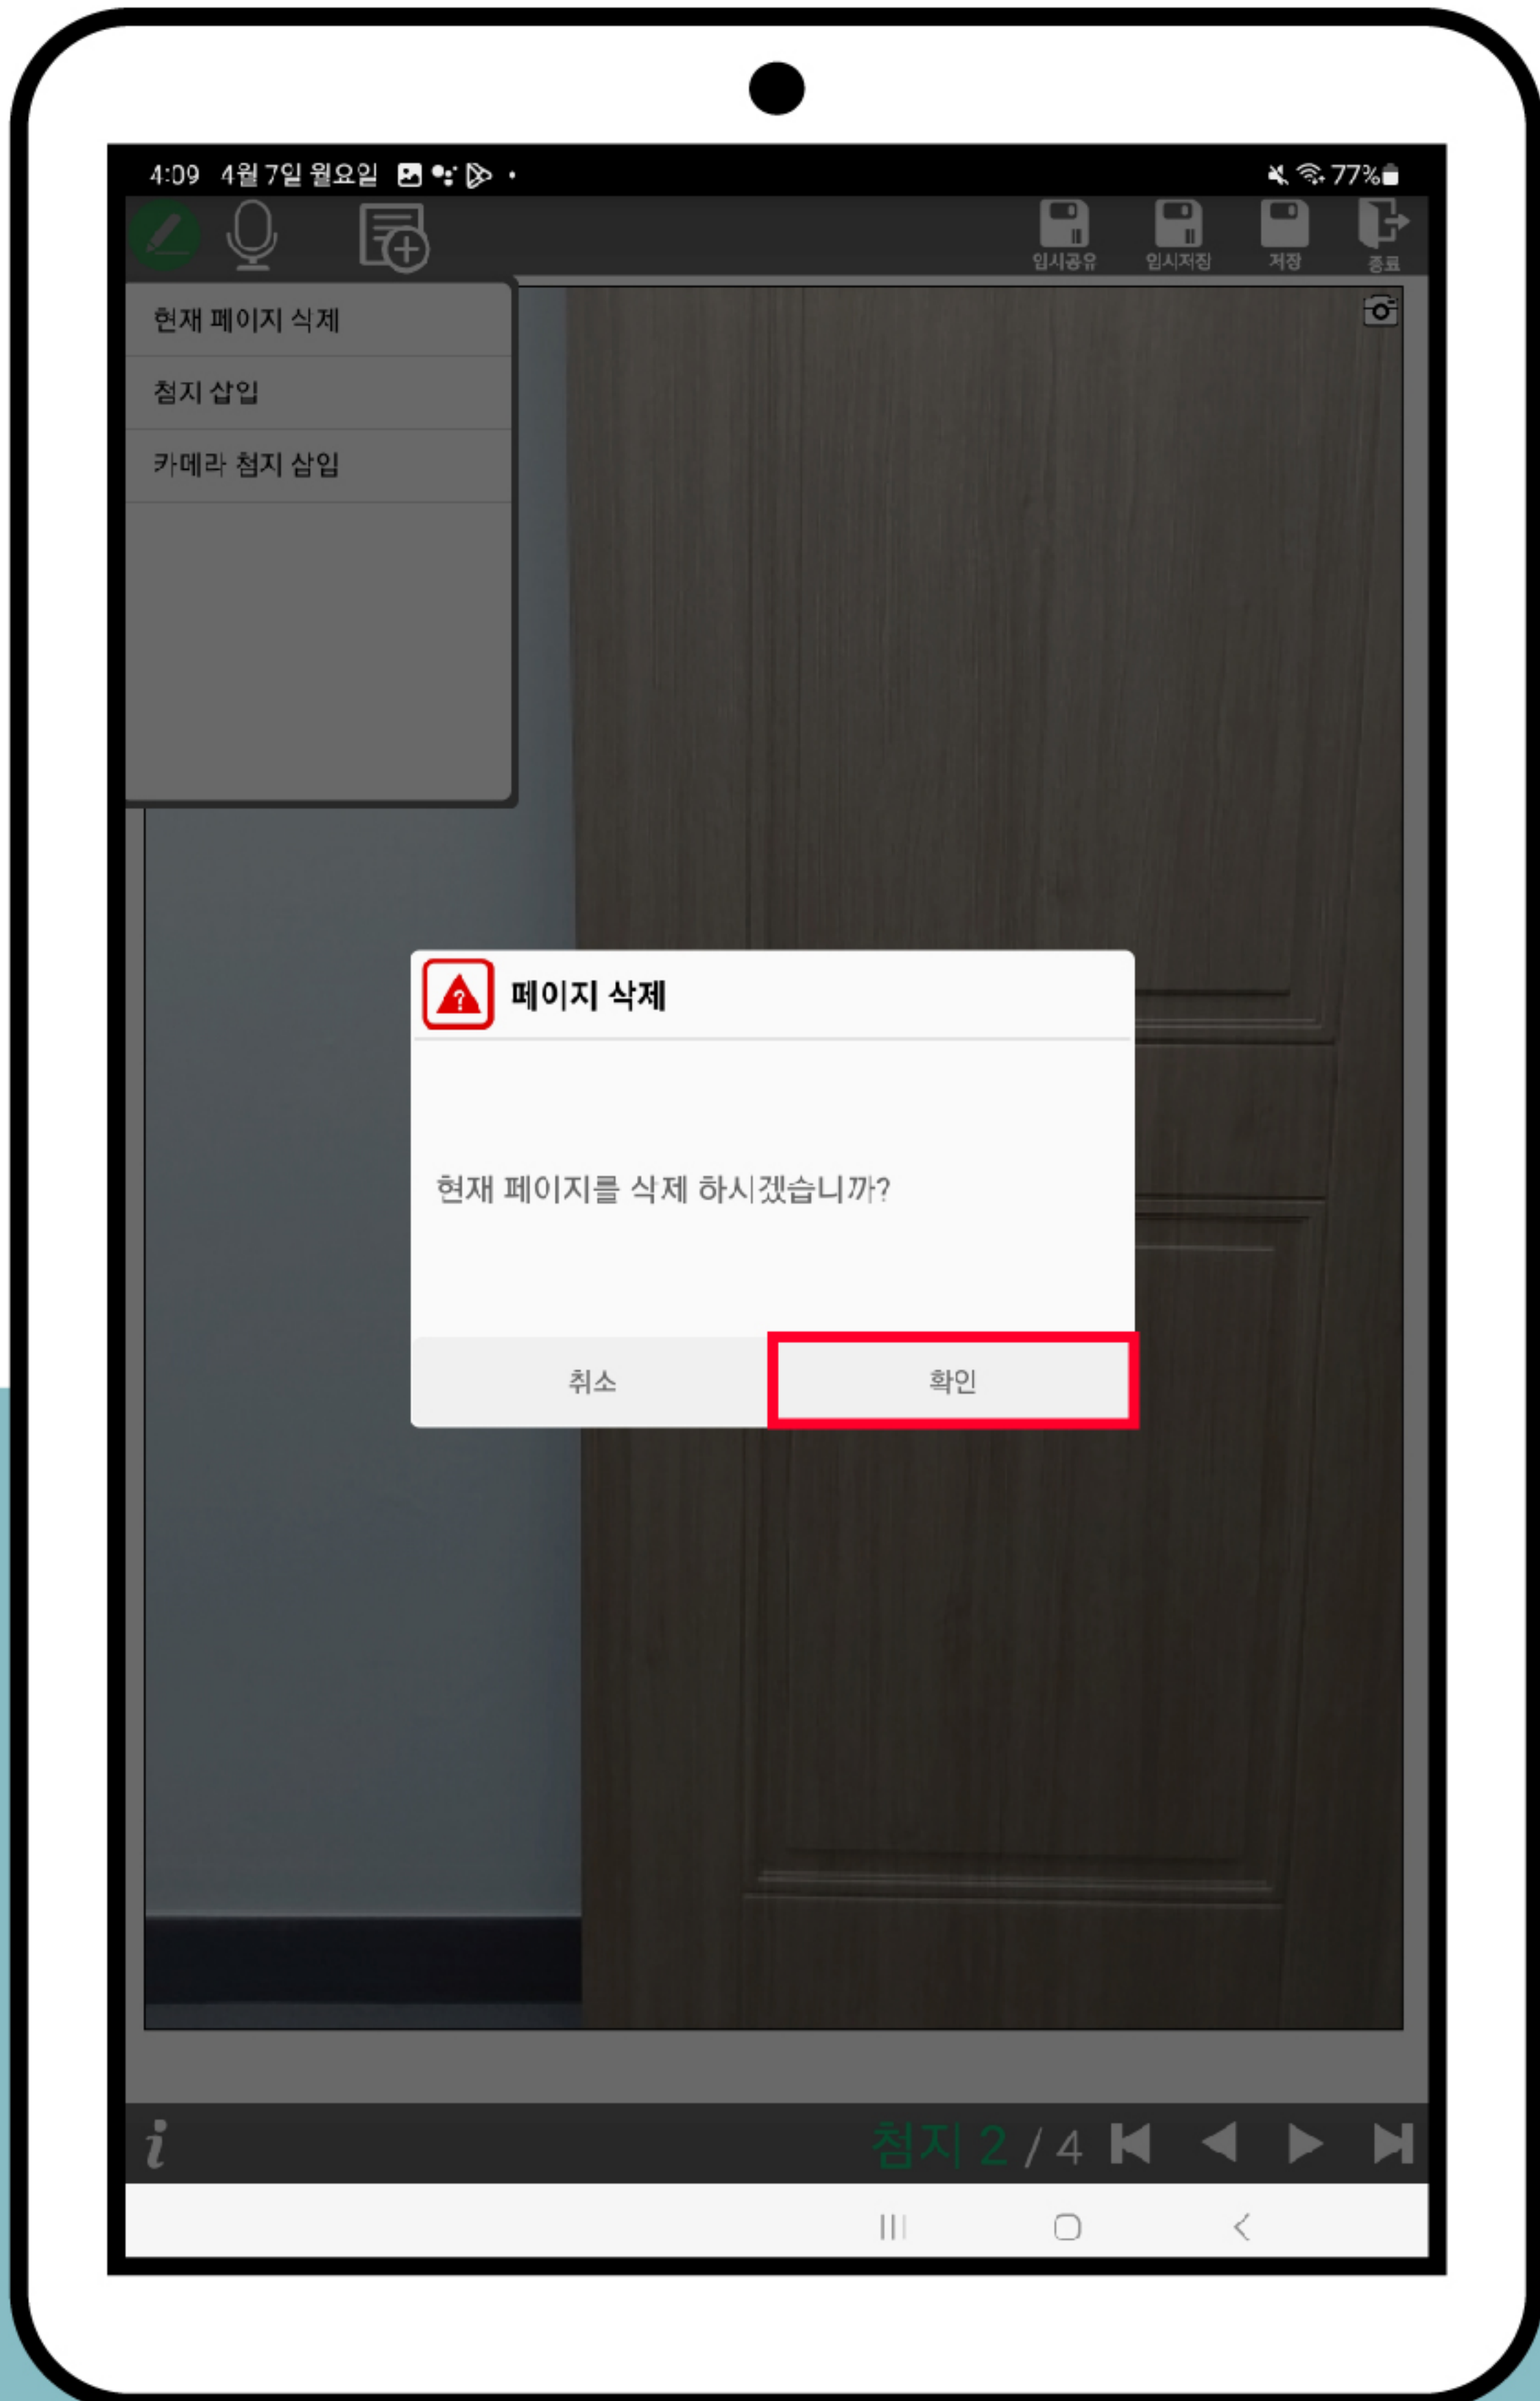 4:09 4월 7일 월요일
77%
임시공유 임시저장 저장 종료
현재 페이지 삭제
첨지 삽입
카메라 첨지 삽입
페이지 삭제
현재 페이지를 삭제 하시겠습니까?
취소 확인
i 첨지 2 / 4